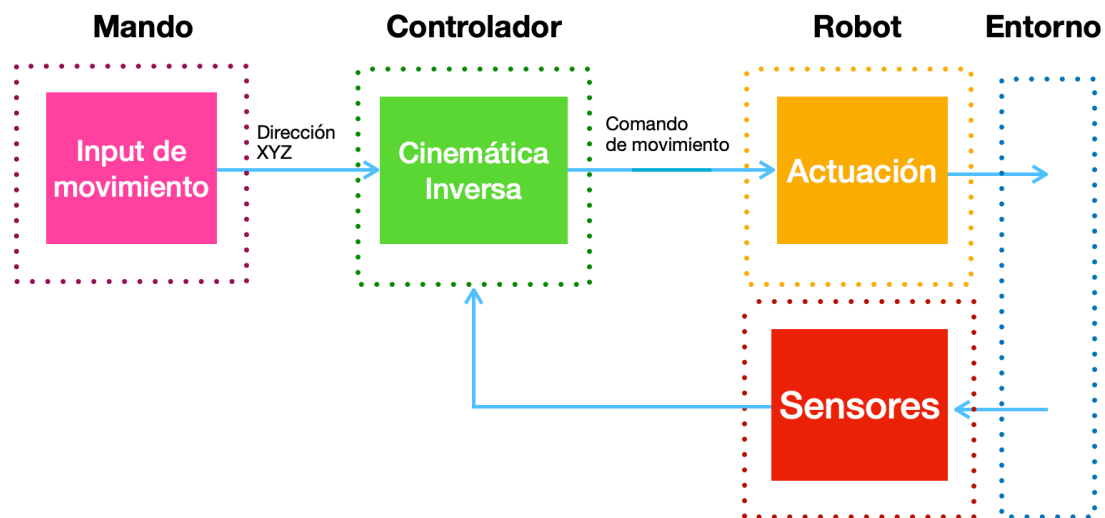 Mando
Controlador
Robot
Entorno
Input de
movimiento
Dirección
XYZ
Cinemática
Inversa
Comando
de movimiento
Actuación
Sensores